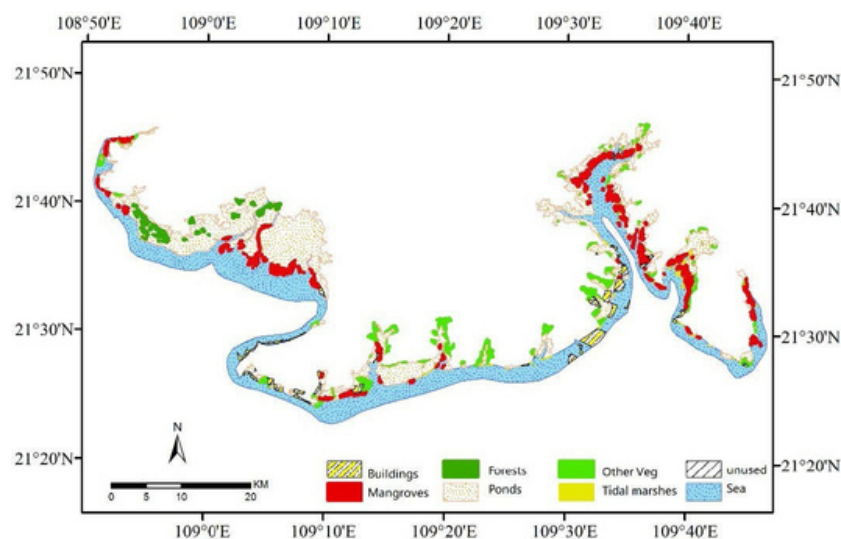 108°50'E 109°0'E 109°10'E 109°20'E 109°30'E 109°40'E
21°50'N 21°50'N
21°40'N 21°40'N
21°30'N 21°30'N
21°20'N 21°20'N
N
KM
0 5 10 20
Buildings Forests Other Veg unused
Mangroves Ponds Tidal marshes Sea
109°0'E 109°10'E 109°20'E 109°30'E 109°40'E